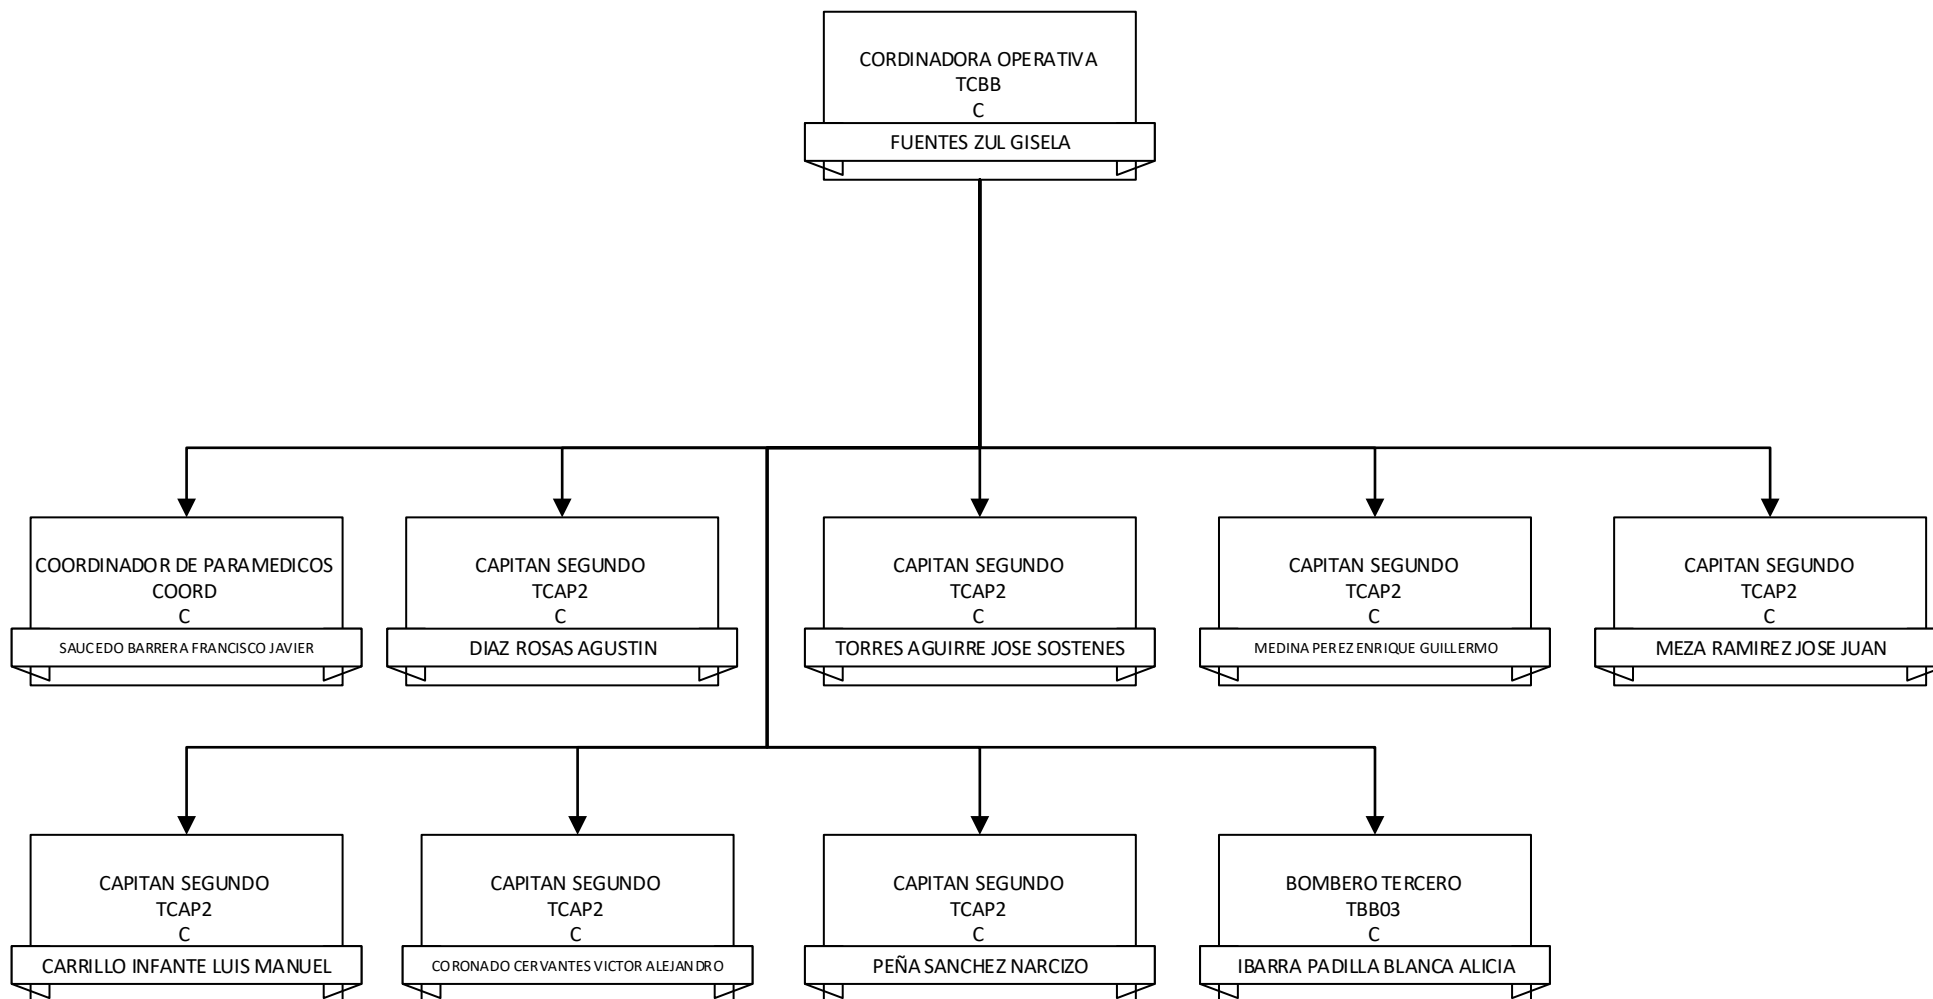 CORDINADORA OPERATIVA
TCBB
C
FUENTES ZUL GISELA
COORDINADOR DE PARAMEDICOS
COORD
C
SAUCEDO BARRERA FRANCISCO JAVIER
CAPITAN SEGUNDO
TCAP2
C
DIAZ ROSAS AGUSTIN
CAPITAN SEGUNDO
TCAP2
C
TORRES AGUIRRE JOSE SOSTENES
CAPITAN SEGUNDO
TCAP2
C
MEDINA PEREZ ENRIQUE GUILLERMO
CAPITAN SEGUNDO
TCAP2
C
MEZA RAMIREZ JOSE JUAN
CAPITAN SEGUNDO
TCAP2
C
CARRILLO INFANTE LUIS MANUEL
CAPITAN SEGUNDO
TCAP2
C
CORONADO CERVANTES VICTOR ALEJANDRO
CAPITAN SEGUNDO
TCAP2
C
PEÑA SANCHEZ NARCIZO
BOMBERO TERCERO
TBB03
C
IBARRA PADILLA BLANCA ALICIA